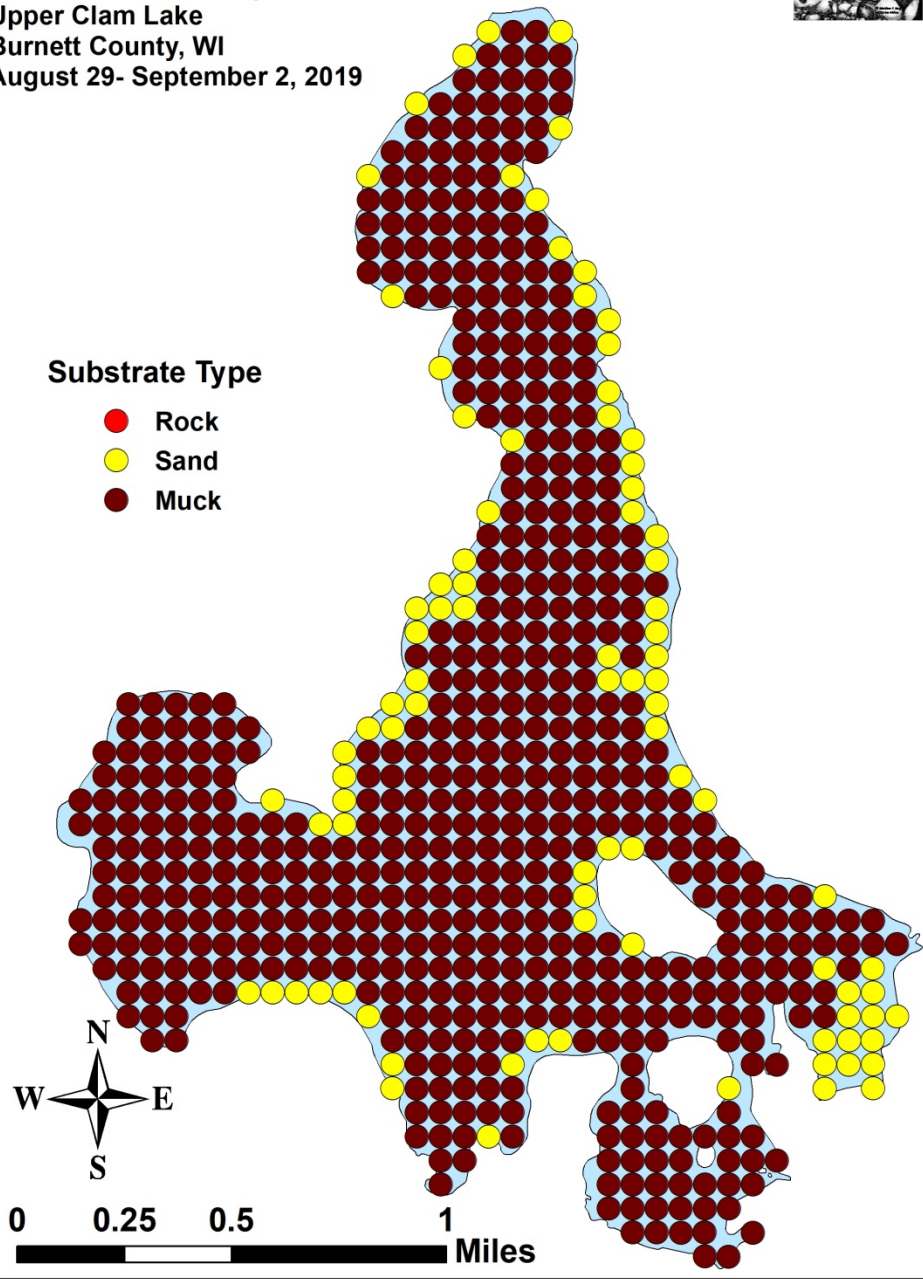 Upper Clam Lake
Burnett County, WI
August 29- September 2, 2019
Substrate Type
Rock
Sand
Muck
N
W E
S
0 0.25 0.5 1
Miles